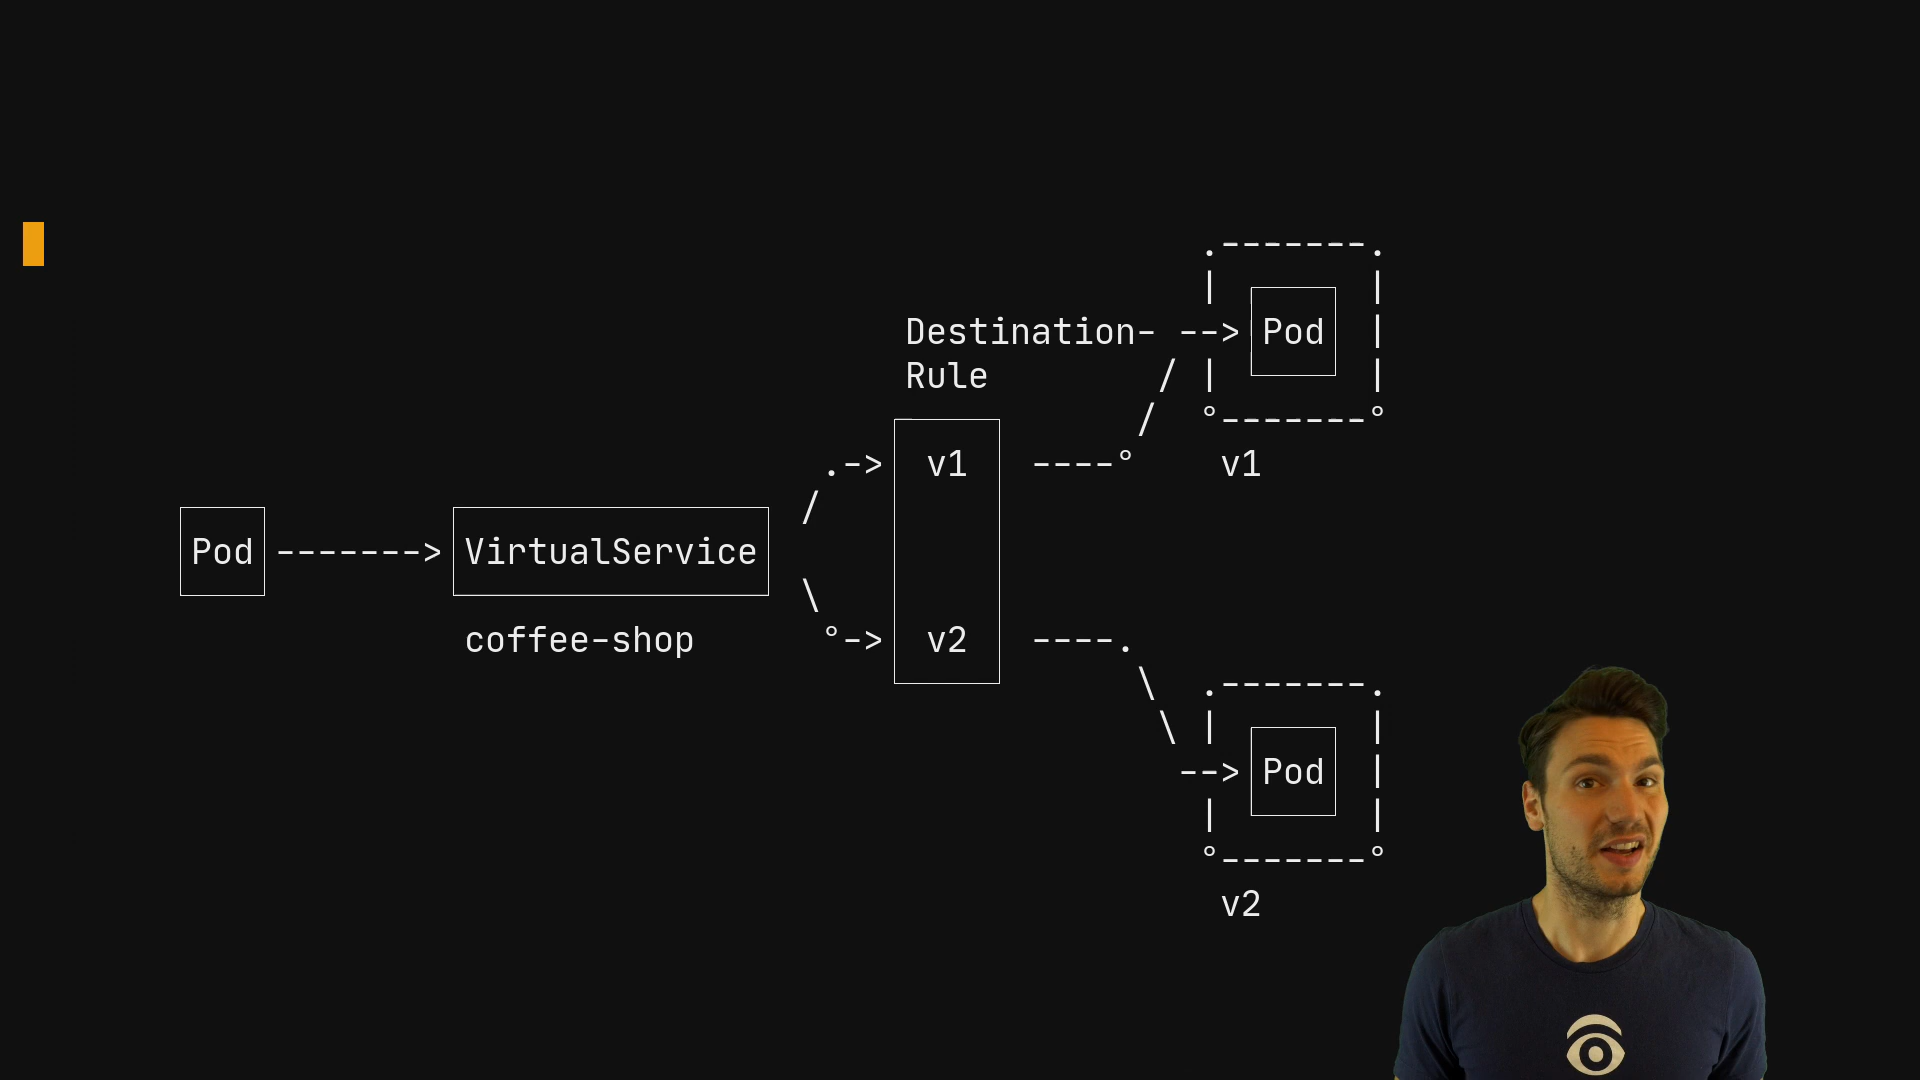 Destination-
Rule
Pod
v1
v1
Pod
VirtualService
coffee-shop
v2
Pod
v2